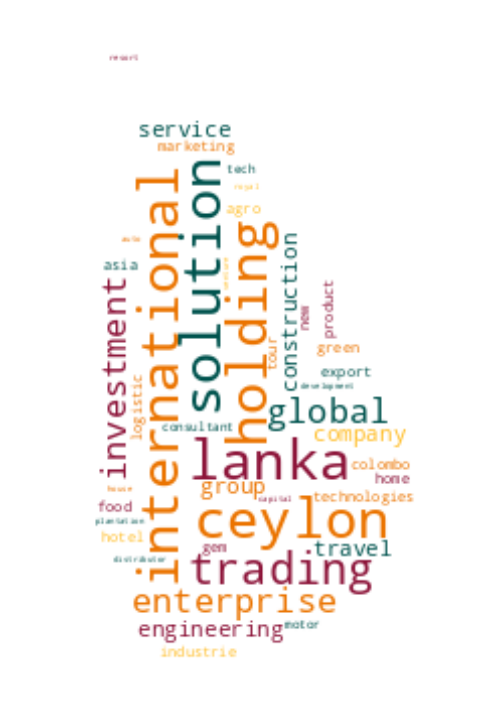 resort
service
marketing
tech
royal
agro
international
solution
holding
auto
asia
construction
investment
product
new
tour
green
export
development
logistic
global
consultant
company
lanka
colombo
home
house
group
capital
technologies
food
ceylon
plantation
hotel
gem
travel
distributor
trading
enterprise
engineering
motor
industrie